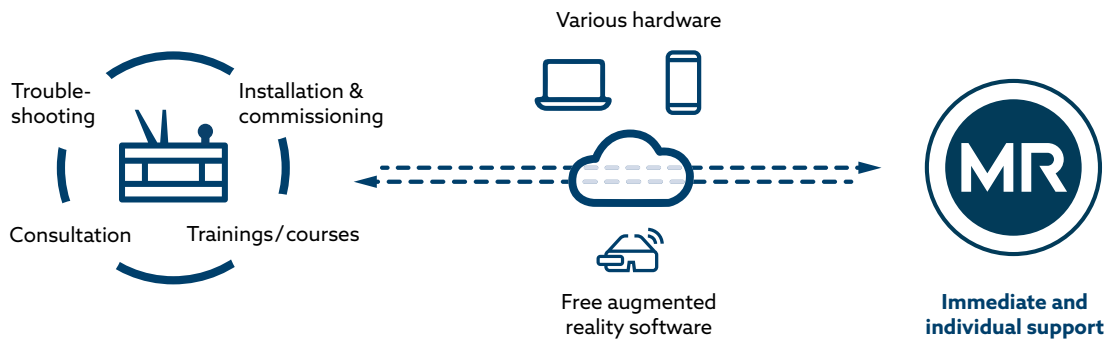 Various hardware
Trouble-
shooting
Installation &
commissioning
Consultation
Trainings/courses
MR
Free augmented
reality software
Immediate and
individual support